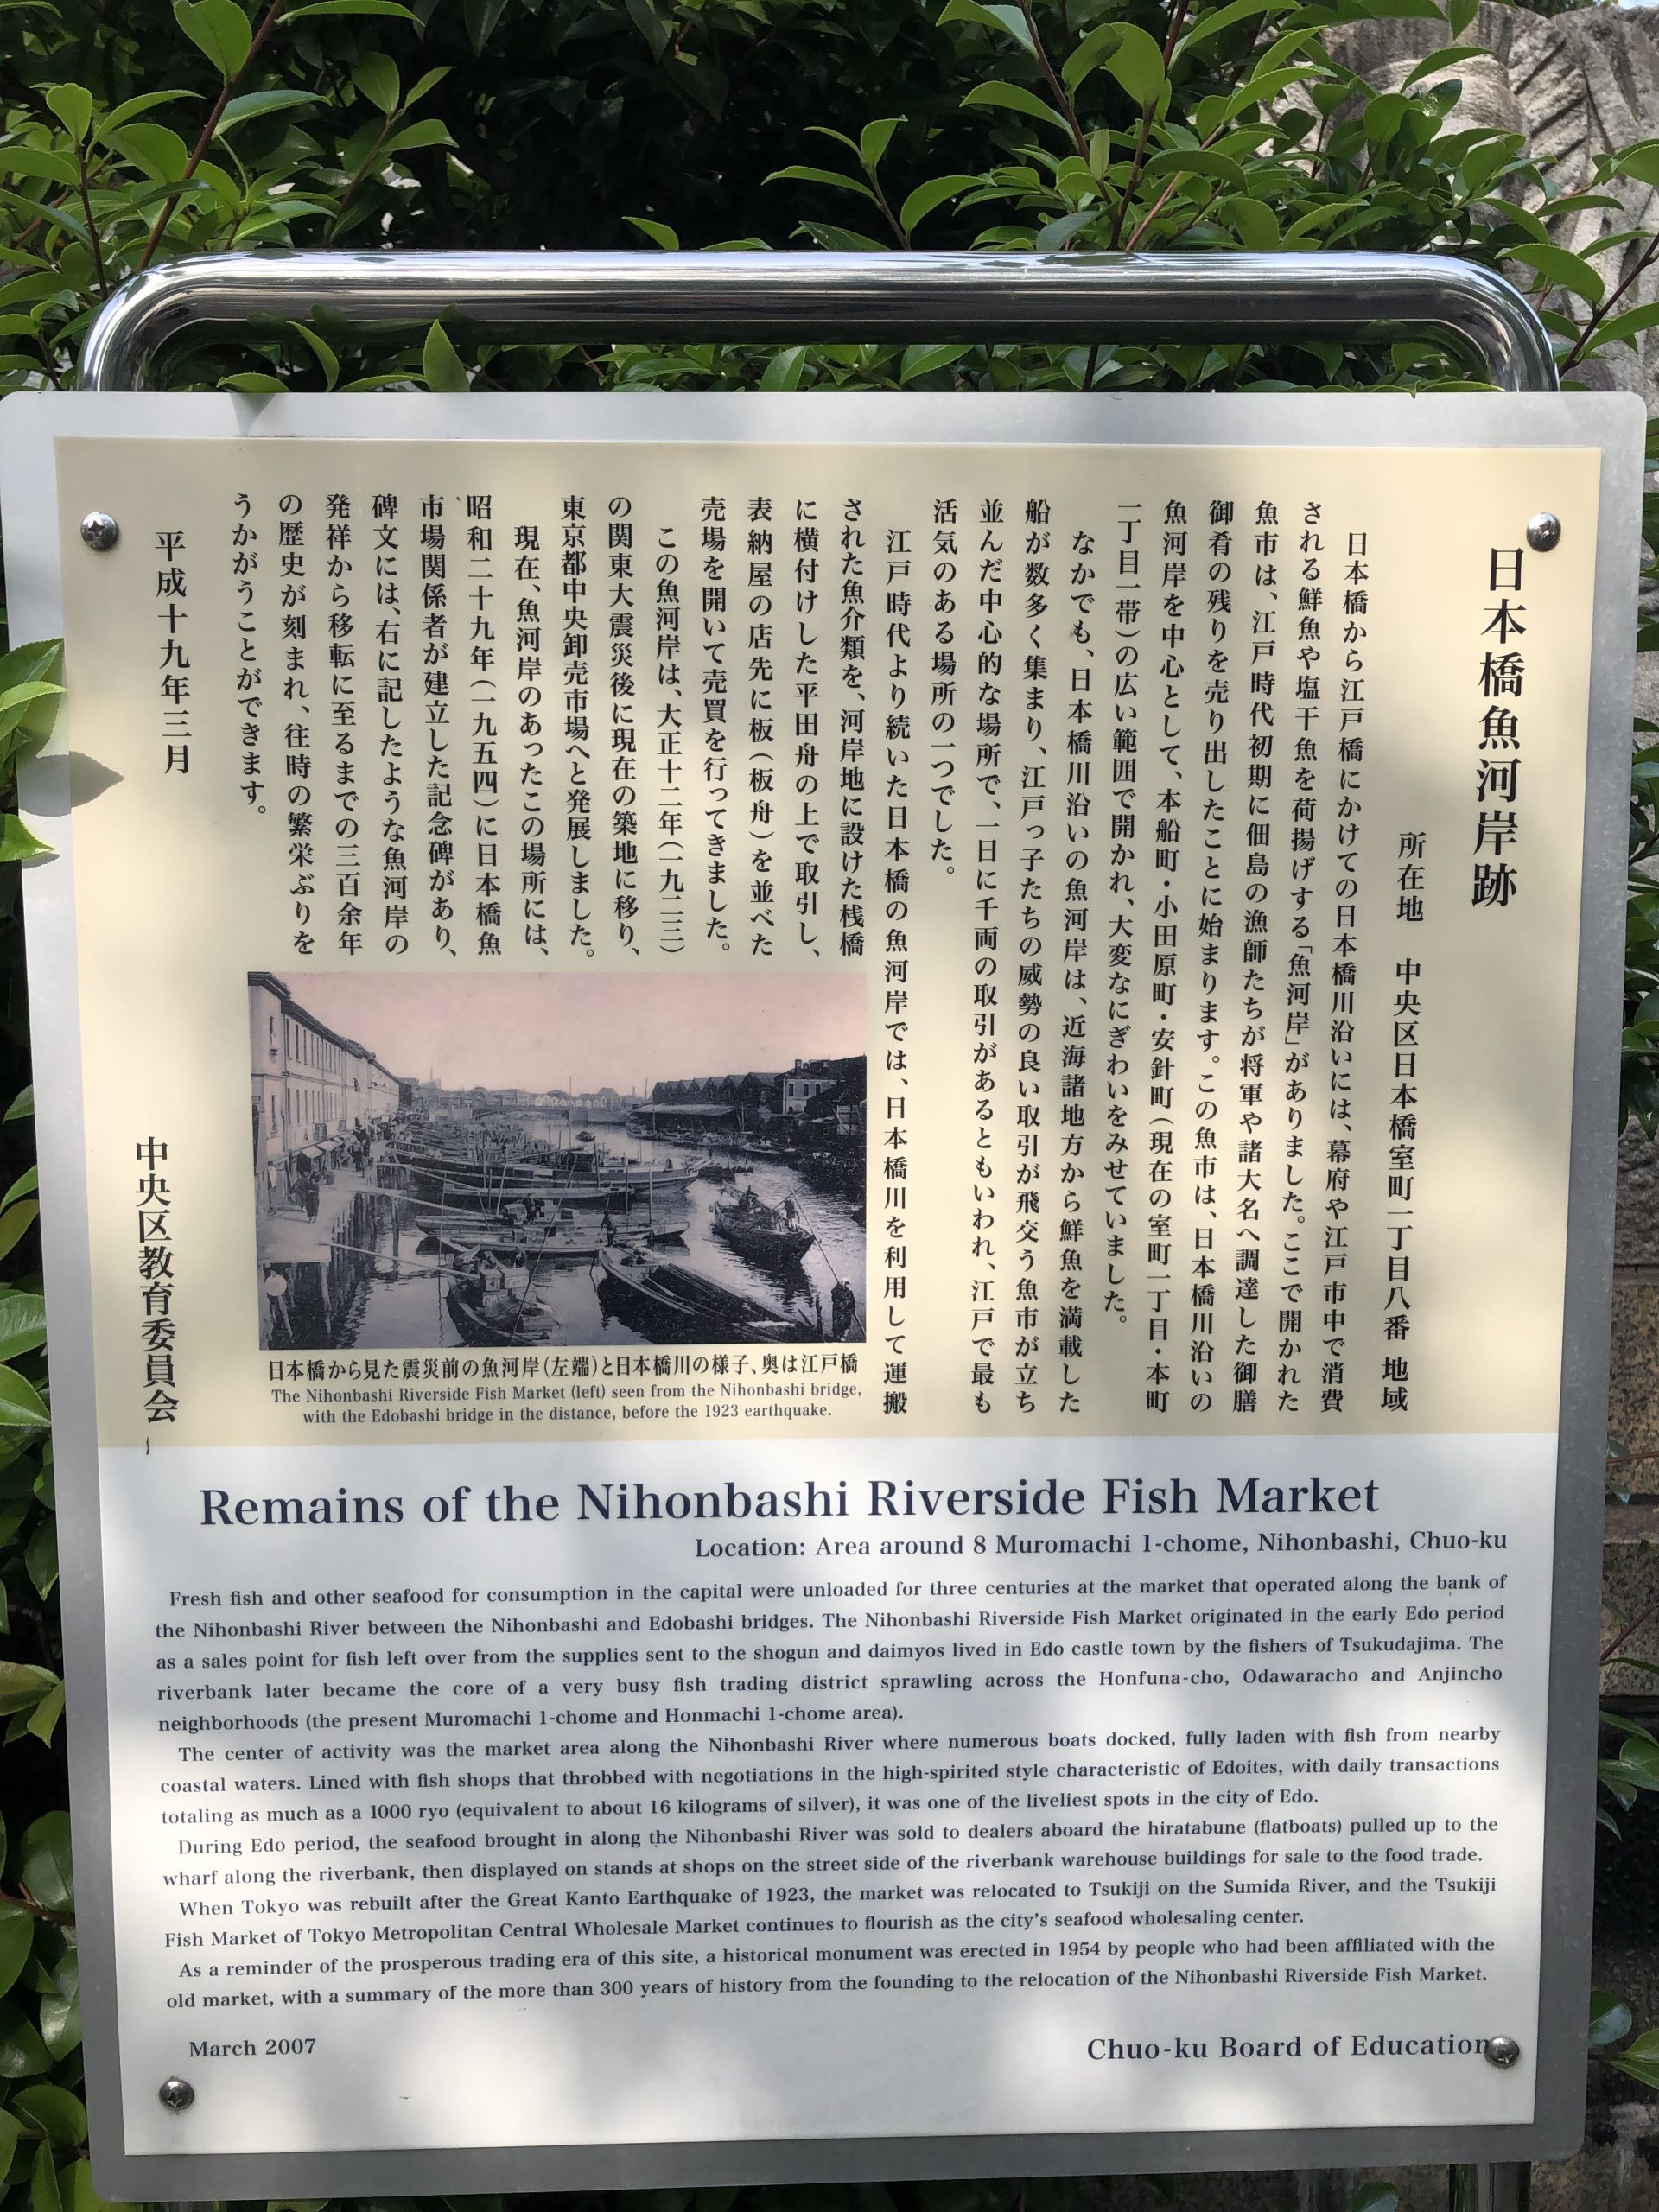 日本橋魚河岸跡
所在地 中央区日本橋室町一丁目八番 地域
日本橋から江戸橋にかけての日本橋川沿いには、幕府や江戸市中で消費
される鮮魚や塩干魚を荷揚げする「魚河岸」がありました。ここで開かれた
魚市は、江戸時代初期に佃島の漁師たちが将軍や諸大名へ調達した御膳
御肴の残りを売り出したことに始まります。この魚市は、日本橋川沿いの
魚河岸を中心として、本船町・小田原町・安針町（現在の室町一丁目・本町
一丁目一帯）の広い範囲で開かれ、大変なにぎわいをみせていました。
なかでも、日本橋川沿いの魚河岸は、近海諸地方から鮮魚を満載した
船が数多く集まり、江戸っ子たちの威勢の良い取引が飛交う魚市が立ち
並んだ中心的な場所で、一日に千両の取引があるともいわれ、江戸で最も
活気のある場所の一つでした。
江戸時代より続いた日本橋の魚河岸では、日本橋川を利用して運搬
された魚介類を、河岸地に設けた桟橋
に横付けした平田舟の上で取引し、
表納屋の店先に板（板舟）を並べた
売場を開いて売買を行ってきました。
この魚河岸は、大正十二年（一九二三）
の関東大震災後に現在の築地に移り、
東京都中央卸売市場へと発展しました。
現在、魚河岸のあったこの場所には、
昭和二十九年（一九五四）に日本橋魚
市場関係者が建立した記念碑があり、
碑文には、右に記したような魚河岸の
発祥から移転に至るまでの三百余年
の歴史が刻まれ、往時の繁栄ぶりを
うかがうことができます。
平成十九年三月
中央区教育委員会
日本橋から見た震災前の魚河岸（左端）と日本橋川の様子、奥は江戸橋
The Nihonbashi Riverside Fish Market (left) seen from the Nihonbashi bridge,
with the Edobashi bridge in the distance, before the 1923 earthquake.
Remains of the Nihonbashi Riverside Fish Market
Location: Area around 8 Muromachi 1-chome, Nihonbashi, Chuo-ku
Fresh fish and other seafood for consumption in the capital were unloaded for three centuries at the market that operated along the bank of
the Nihonbashi River between the Nihonbashi and Edobashi bridges. The Nihonbashi Riverside Fish Market originated in the early Edo period
as a sales point for fish left over from the supplies sent to the shogun and daimyos lived in Edo castle town by the fishers of Tsukudajima. The
riverbank later became the core of a very busy fish trading district sprawling across the Honfuna-cho, Odawaracho and Anjincho
neighborhoods (the present Muromachi 1-chome and Honmachi 1-chome area).
The center of activity was the market area along the Nihonbashi River where numerous boats docked, fully laden with fish from nearby
coastal waters. Lined with fish shops that throbbed with negotiations in the high-spirited style characteristic of Edoites, with daily transactions
totaling as much as a 1000 ryo (equivalent to about 16 kilograms of silver), it was one of the liveliest spots in the city of Edo.
During Edo period, the seafood brought in along the Nihonbashi River was sold to dealers aboard the hiratabune (flatboats) pulled up to the
wharf along the riverbank, then displayed on stands at shops on the street side of the riverbank warehouse buildings for sale to the food trade.
When Tokyo was rebuilt after the Great Kanto Earthquake of 1923, the market was relocated to Tsukiji on the Sumida River, and the Tsukiji
Fish Market of Tokyo Metropolitan Central Wholesale Market continues to flourish as the city's seafood wholesaling center.
As a reminder of the prosperous trading era of this site, a historical monument was erected in 1954 by people who had been affiliated with the
old market, with a summary of the more than 300 years of history from the founding to the relocation of the Nihonbashi Riverside Fish Market.
March 2007
Chuo-ku Board of Education